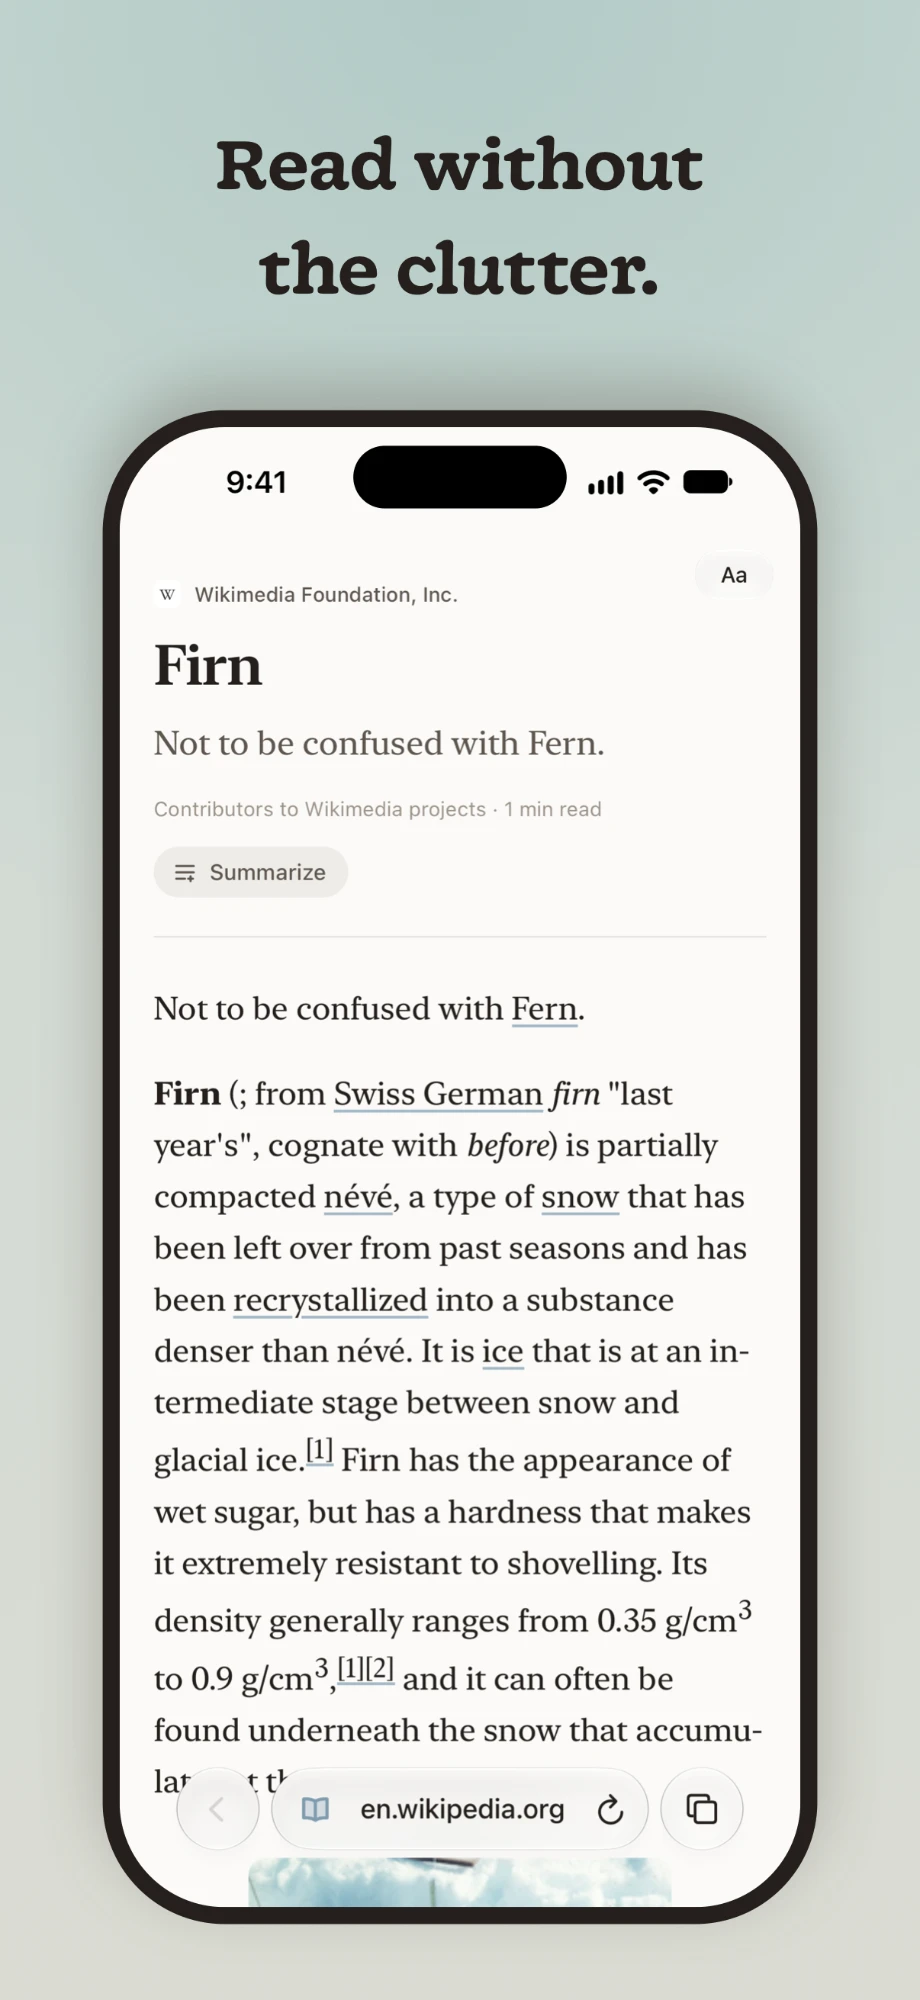 Read without
the clutter.
9:41
Aa
W Wikimedia Foundation, Inc.
Firn
Not to be confused with Fern.
Contributors to Wikimedia projects · 1 min read
Summarize
Not to be confused with Fern.
Firn (; from Swiss German firn "last
year's", cognate with before) is partially
compacted névé, a type of snow that has
been left over from past seasons and has
been recrystallized into a substance
denser than névé. It is ice that is at an in-
termediate stage between snow and
glacial ice.[1] Firn has the appearance of
wet sugar, but has a hardness that makes
it extremely resistant to shovelling. Its
density generally ranges from 0.35 g/cm³
to 0.9 g/cm³,[1][2] and it can often be
found underneath the snow that accumu-
en.wikipedia.org